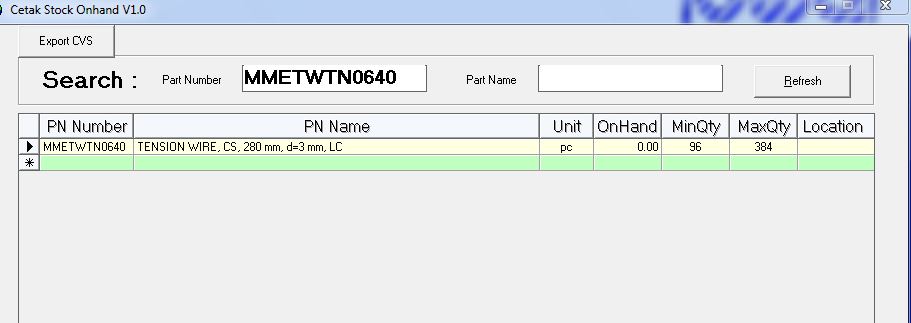 Cetak Stock Onhand V1.0
Export CVS
Search : Part Number MMETWTN0640 Part Name Refresh
PN Number PN Name Unit OnHand MinQty MaxQty Location
MMETWTN0640 TENSION WIRE, CS, 280 mm, d=3 mm, LC pc 0.00 96 384